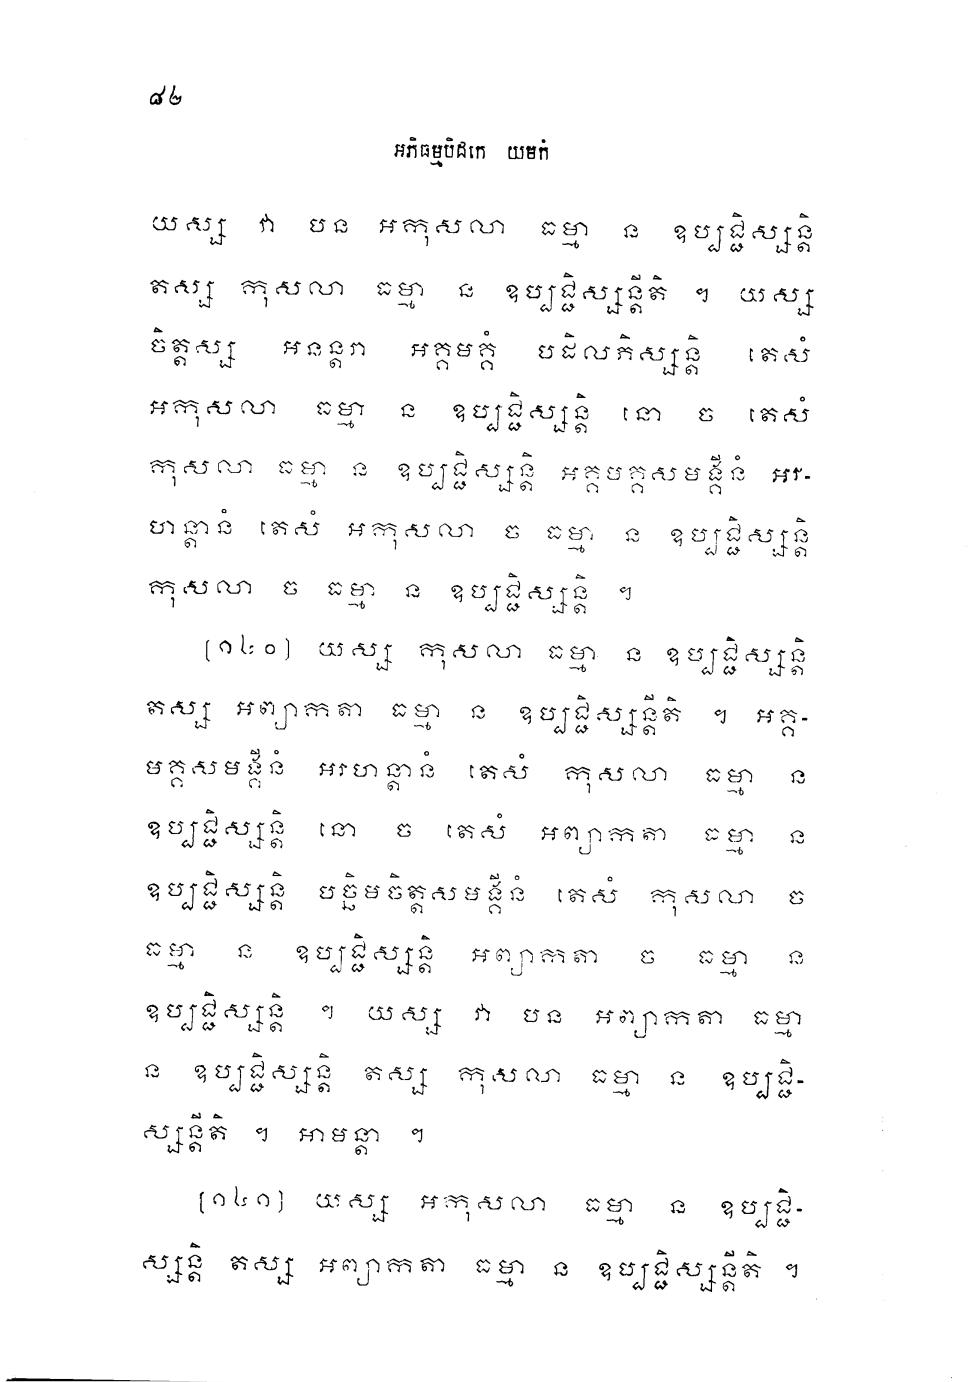 ៨២
អភិធម្មបិដកេ យមកំ
យស្ស វា បន អកុសលា ធម្មា ន ឧប្បជ្ជិស្សន្តិ
តស្ស កុសលា ធម្មា ន ឧប្បជ្ជិស្សន្តីតិ ។ យស្ស
ចិត្តស្ស អនន្តរា អគ្គមគ្គំ បដិលភិស្សន្តិ តេសំ
អកុសលា ធម្មា ន ឧប្បជ្ជិស្សន្តិ នោ ច តេសំ
កុសលា ធម្មា ន ឧប្បជ្ជិស្សន្តិ អគ្គមគ្គសមង្គីនំ អរ-
ហន្តានំ តេសំ អកុសលា ច ធម្មា ន ឧប្បជ្ជិស្សន្តិ
កុសលា ច ធម្មា ន ឧប្បជ្ជិស្សន្តិ ។
[១៤០] យស្ស កុសលា ធម្មា ន ឧប្បជ្ជិស្សន្តិ
តស្ស អព្យាកតា ធម្មា ន ឧប្បជ្ជិស្សន្តីតិ ។ អគ្គ-
មគ្គសមង្គីនំ អរហន្តានំ តេសំ កុសលា ធម្មា ន
ឧប្បជ្ជិស្សន្តិ នោ ច តេសំ អព្យាកតា ធម្មា ន
ឧប្បជ្ជិស្សន្តិ បច្ឆិមចិត្តសមង្គីនំ តេសំ កុសលា ច
ធម្មា ន ឧប្បជ្ជិស្សន្តិ អព្យាកតា ច ធម្មា ន
ឧប្បជ្ជិស្សន្តិ ។ យស្ស វា បន អព្យាកតា ធម្មា
ន ឧប្បជ្ជិស្សន្តិ តស្ស កុសលា ធម្មា ន ឧប្បជ្ជិ-
ស្សន្តីតិ ។ អាមន្តា ។
[១៤១] យស្ស អកុសលា ធម្មា ន ឧប្បជ្ជិ-
ស្សន្តិ តស្ស អព្យាកតា ធម្មា ន ឧប្បជ្ជិស្សន្តីតិ ។